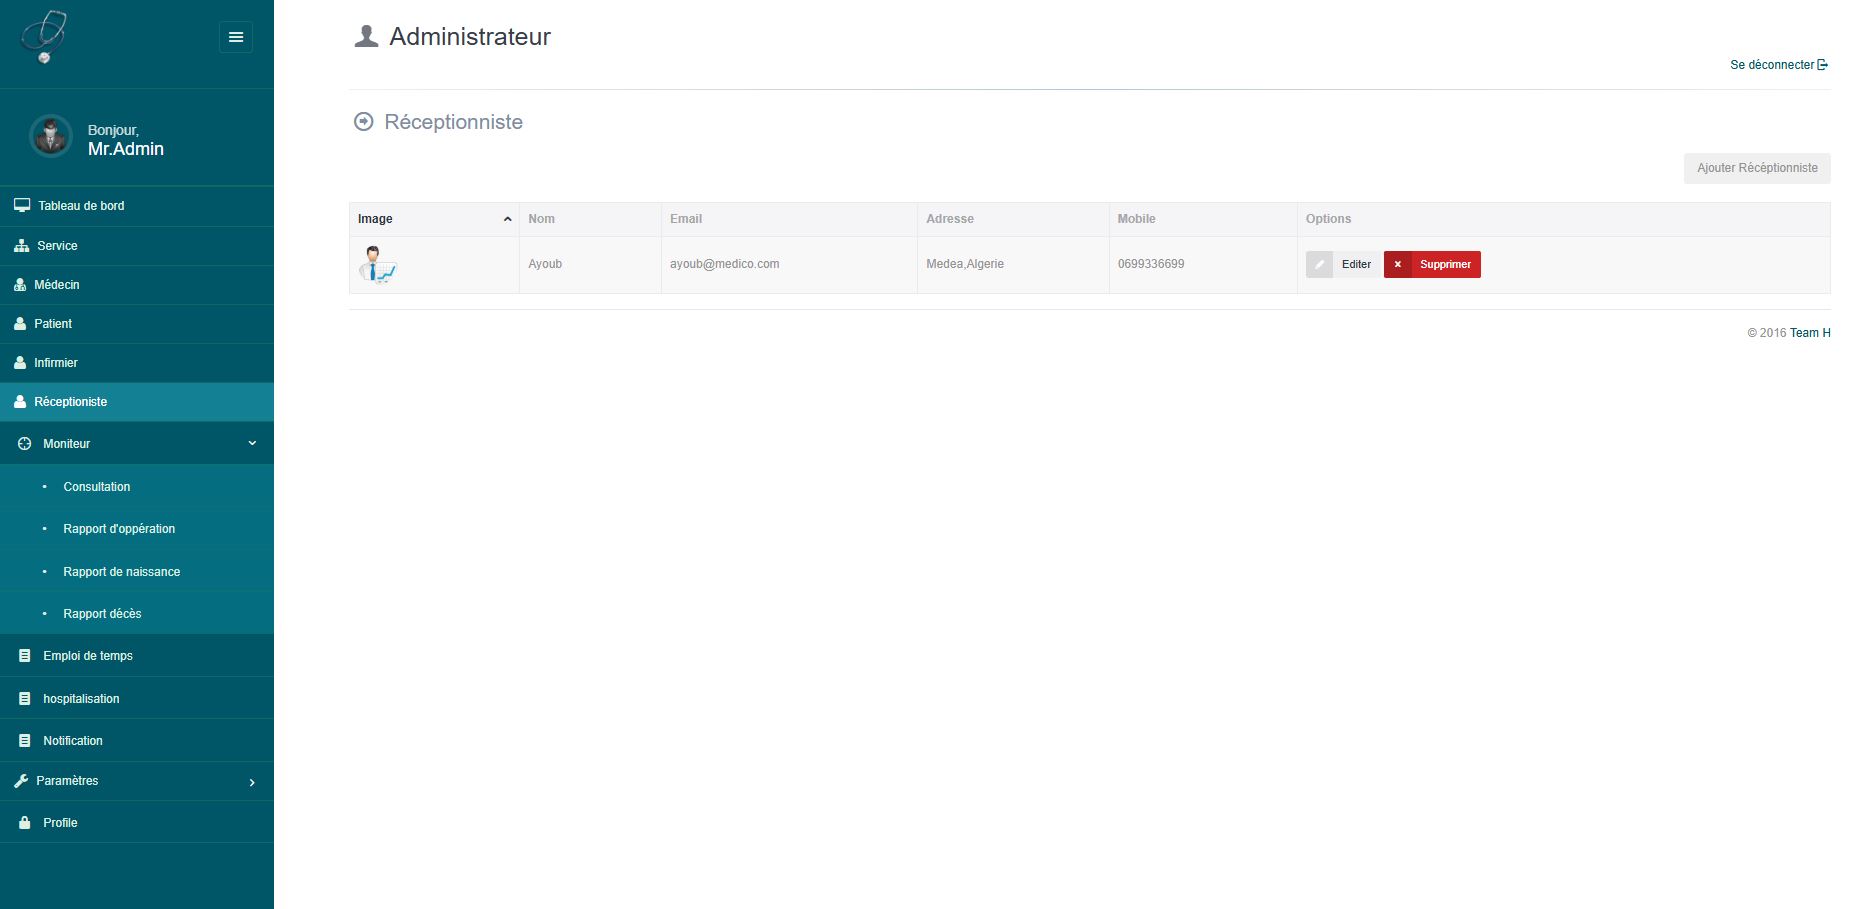 Administrateur
Se déconnecter
Bonjour,
Mr.Admin
Tableau de bord
Service
Médecin
Patient
Infirmier
Réceptioniste
Moniteur
• Consultation
• Rapport d'oppération
• Rapport de naissance
• Rapport décès
Emploi de temps
hospitalisation
Notification
Paramètres
Profile
Réceptionniste
Ajouter Récéptionniste
Image Nom Email Adresse Mobile Options
Ayoub ayoub@medico.com Medea,Algerie 0699336699 Editer Supprimer
© 2016 Team H